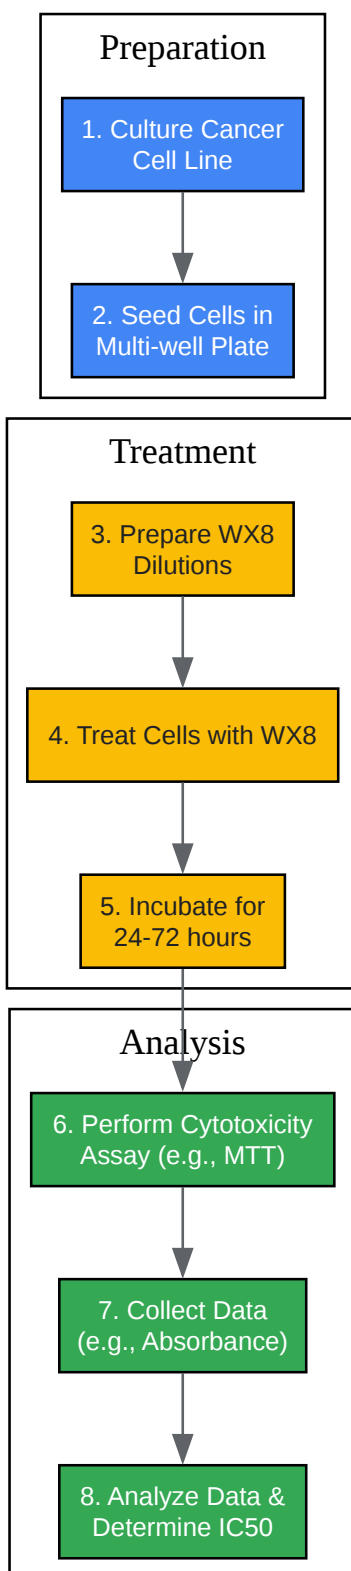 Preparation
1. Culture Cancer
Cell Line
2. Seed Cells in
Multi-well Plate
Treatment
3. Prepare WX8
Dilutions
4. Treat Cells with WX8
5. Incubate for
24-72 hours
Analysis
6. Perform Cytotoxicity
Assay (e.g., MTT)
7. Collect Data
(e.g., Absorbance)
8. Analyze Data &
Determine IC50